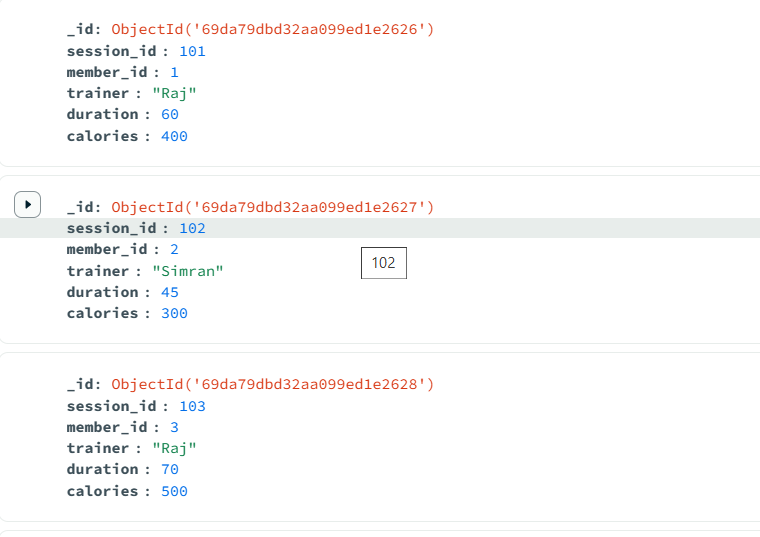 _id: ObjectId('69da79dbd32aa099ed1e2626')
session_id : 101
member_id : 1
trainer : "Raj"
duration : 60
calories : 400
_id: ObjectId('69da79dbd32aa099ed1e2627')
session_id : 102
member_id : 2
102
trainer : "Simran"
duration : 45
calories : 300
_id: ObjectId('69da79dbd32aa099ed1e2628')
session_id : 103
member_id : 3
trainer : "Raj"
duration : 70
calories : 500